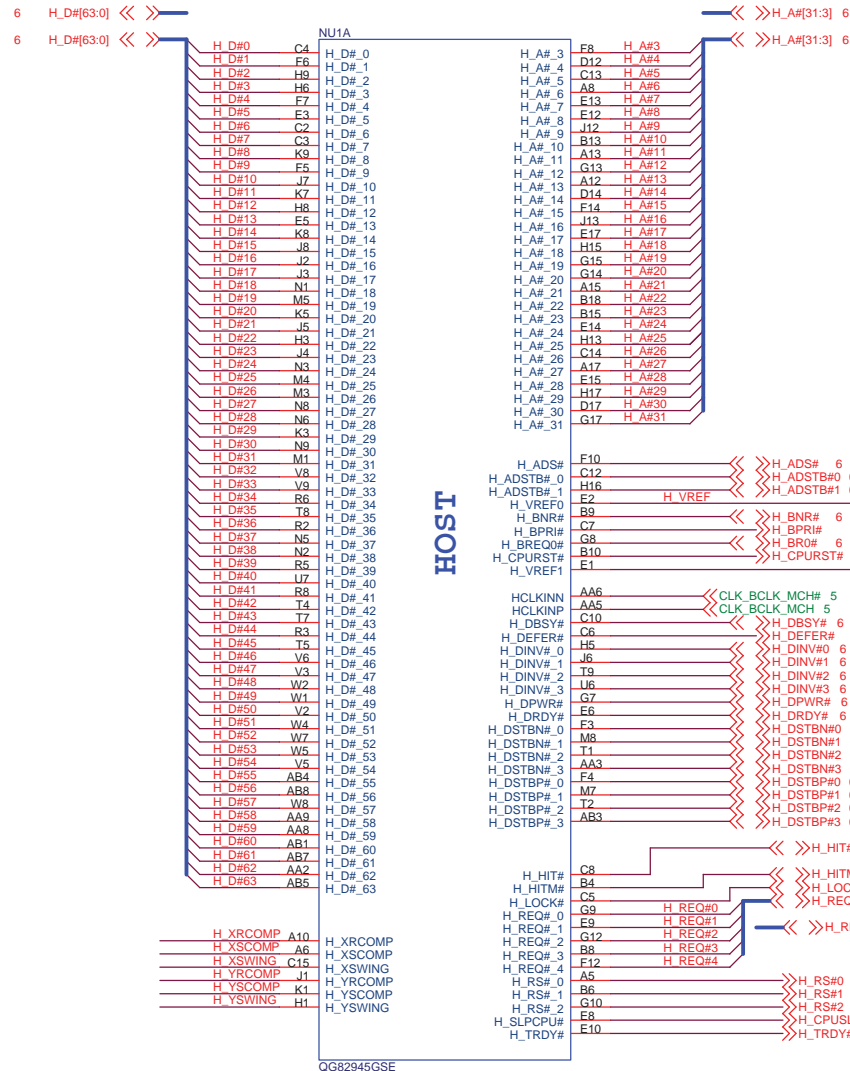 6 H_D#[63:0]
6 H_D#[63:0]
H_A#[31:3] 6
H_A#[31:3] 6
NU1A
H_D#0 C4 H_D#_0
H_D#1 F6 H_D#_1
H_D#2 H9 H_D#_2
H_D#3 H6 H_D#_3
H_D#4 F7 H_D#_4
H_D#5 E3 H_D#_5
H_D#6 C2 H_D#_6
H_D#7 C3 H_D#_7
H_D#8 K9 H_D#_8
H_D#9 F5 H_D#_9
H_D#10 J7 H_D#_10
H_D#11 K7 H_D#_11
H_D#12 H8 H_D#_12
H_D#13 E5 H_D#_13
H_D#14 K8 H_D#_14
H_D#15 J8 H_D#_15
H_D#16 J2 H_D#_16
H_D#17 J3 H_D#_17
H_D#18 N1 H_D#_18
H_D#19 M5 H_D#_19
H_D#20 K5 H_D#_20
H_D#21 J5 H_D#_21
H_D#22 H3 H_D#_22
H_D#23 J4 H_D#_23
H_D#24 N3 H_D#_24
H_D#25 M4 H_D#_25
H_D#26 M3 H_D#_26
H_D#27 N8 H_D#_27
H_D#28 N6 H_D#_28
H_D#29 K3 H_D#_29
H_D#30 N9 H_D#_30
H_D#31 M1 H_D#_31
H_D#32 V8 H_D#_32
H_D#33 V9 H_D#_33
H_D#34 R6 H_D#_34
H_D#35 T8 H_D#_35
H_D#36 R2 H_D#_36
H_D#37 N5 H_D#_37
H_D#38 N2 H_D#_38
H_D#39 R5 H_D#_39
H_D#40 U7 H_D#_40
H_D#41 R8 H_D#_41
H_D#42 T4 H_D#_42
H_D#43 T7 H_D#_43
H_D#44 R3 H_D#_44
H_D#45 T5 H_D#_45
H_D#46 V6 H_D#_46
H_D#47 V3 H_D#_47
H_D#48 W2 H_D#_48
H_D#49 W1 H_D#_49
H_D#50 V2 H_D#_50
H_D#51 W4 H_D#_51
H_D#52 W7 H_D#_52
H_D#53 W5 H_D#_53
H_D#54 V5 H_D#_54
H_D#55 AB4 H_D#_55
H_D#56 AB8 H_D#_56
H_D#57 W8 H_D#_57
H_D#58 AA9 H_D#_58
H_D#59 AA8 H_D#_59
H_D#60 AB1 H_D#_60
H_D#61 AB7 H_D#_61
H_D#62 AA2 H_D#_62
H_D#63 AB5 H_D#_63
H_XRCOMP A10 H_XRCOMP
H_XSCOMP A6 H_XSCOMP
H_XSWING C15 H_XSWING
H_YRCOMP J1 H_YRCOMP
H_YSCOMP K1 H_YSCOMP
H_YSWING H1 H_YSWING
HOST
H_A#_3 F8 H_A#3
H_A#_4 D12 H_A#4
H_A#_5 C13 H_A#5
H_A#_6 A8 H_A#6
H_A#_7 E13 H_A#7
H_A#_8 E12 H_A#8
H_A#_9 J12 H_A#9
H_A#_10 B13 H_A#10
H_A#_11 A13 H_A#11
H_A#_12 G13 H_A#12
H_A#_13 A12 H_A#13
H_A#_14 D14 H_A#14
H_A#_15 F14 H_A#15
H_A#_16 J13 H_A#16
H_A#_17 E17 H_A#17
H_A#_18 H15 H_A#18
H_A#_19 G15 H_A#19
H_A#_20 G14 H_A#20
H_A#_21 A15 H_A#21
H_A#_22 B18 H_A#22
H_A#_23 B15 H_A#23
H_A#_24 E14 H_A#24
H_A#_25 H13 H_A#25
H_A#_26 C14 H_A#26
H_A#_27 A17 H_A#27
H_A#_28 E15 H_A#28
H_A#_29 H17 H_A#29
H_A#_30 D17 H_A#30
H_A#_31 G17 H_A#31
H_ADS# F10 H_ADS# 6
H_ADSTB#_0 C12 H_ADSTB#0
H_ADSTB#_1 H16 H_ADSTB#1
H_VREF0 E2 H_VREF
H_BNR# B9 H_BNR# 6
H_BPRI# C7 H_BPRI#
H_BREQ0# G8 H_BR0# 6
H_CPURST# B10 H_CPURST#
H_VREF1 E1
HCLKINN AA6 CLK_BCLK_MCH# 5
HCLKINP AA5 CLK_BCLK_MCH 5
H_DBSY# C10 H_DBSY# 6
H_DEFER# C6 H_DEFER#
H_DINV#_0 H5 H_DINV#0 6
H_DINV#_1 J6 H_DINV#1 6
H_DINV#_2 T9 H_DINV#2 6
H_DINV#_3 U6 H_DINV#3 6
H_DPWR# G7 H_DPWR# 6
H_DRDY# E6 H_DRDY# 6
H_DSTBN#_0 F3 H_DSTBN#0
H_DSTBN#_1 M8 H_DSTBN#1
H_DSTBN#_2 T1 H_DSTBN#2
H_DSTBN#_3 AA3 H_DSTBN#3
H_DSTBP#_0 F4 H_DSTBP#0
H_DSTBP#_1 M7 H_DSTBP#1
H_DSTBP#_2 T2 H_DSTBP#2
H_DSTBP#_3 AB3 H_DSTBP#3
H_HIT# C8 H_HIT#
H_HITM# B4 H_HITM
H_LOCK# C5 H_LOC
H_REQ#_0 G9 H_REQ#0 H_REQ
H_REQ#_1 E9 H_REQ#1
H_REQ#_2 G12 H_REQ#2 H_R
H_REQ#_3 B8 H_REQ#3
H_REQ#_4 F12 H_REQ#4
H_RS#_0 A5 H_RS#0
H_RS#_1 B6 H_RS#1
H_RS#_2 G10 H_RS#2
H_SLPCPU# E8 H_CPUSL
H_TRDY# E10 H_TRDY#
QG82945GSE